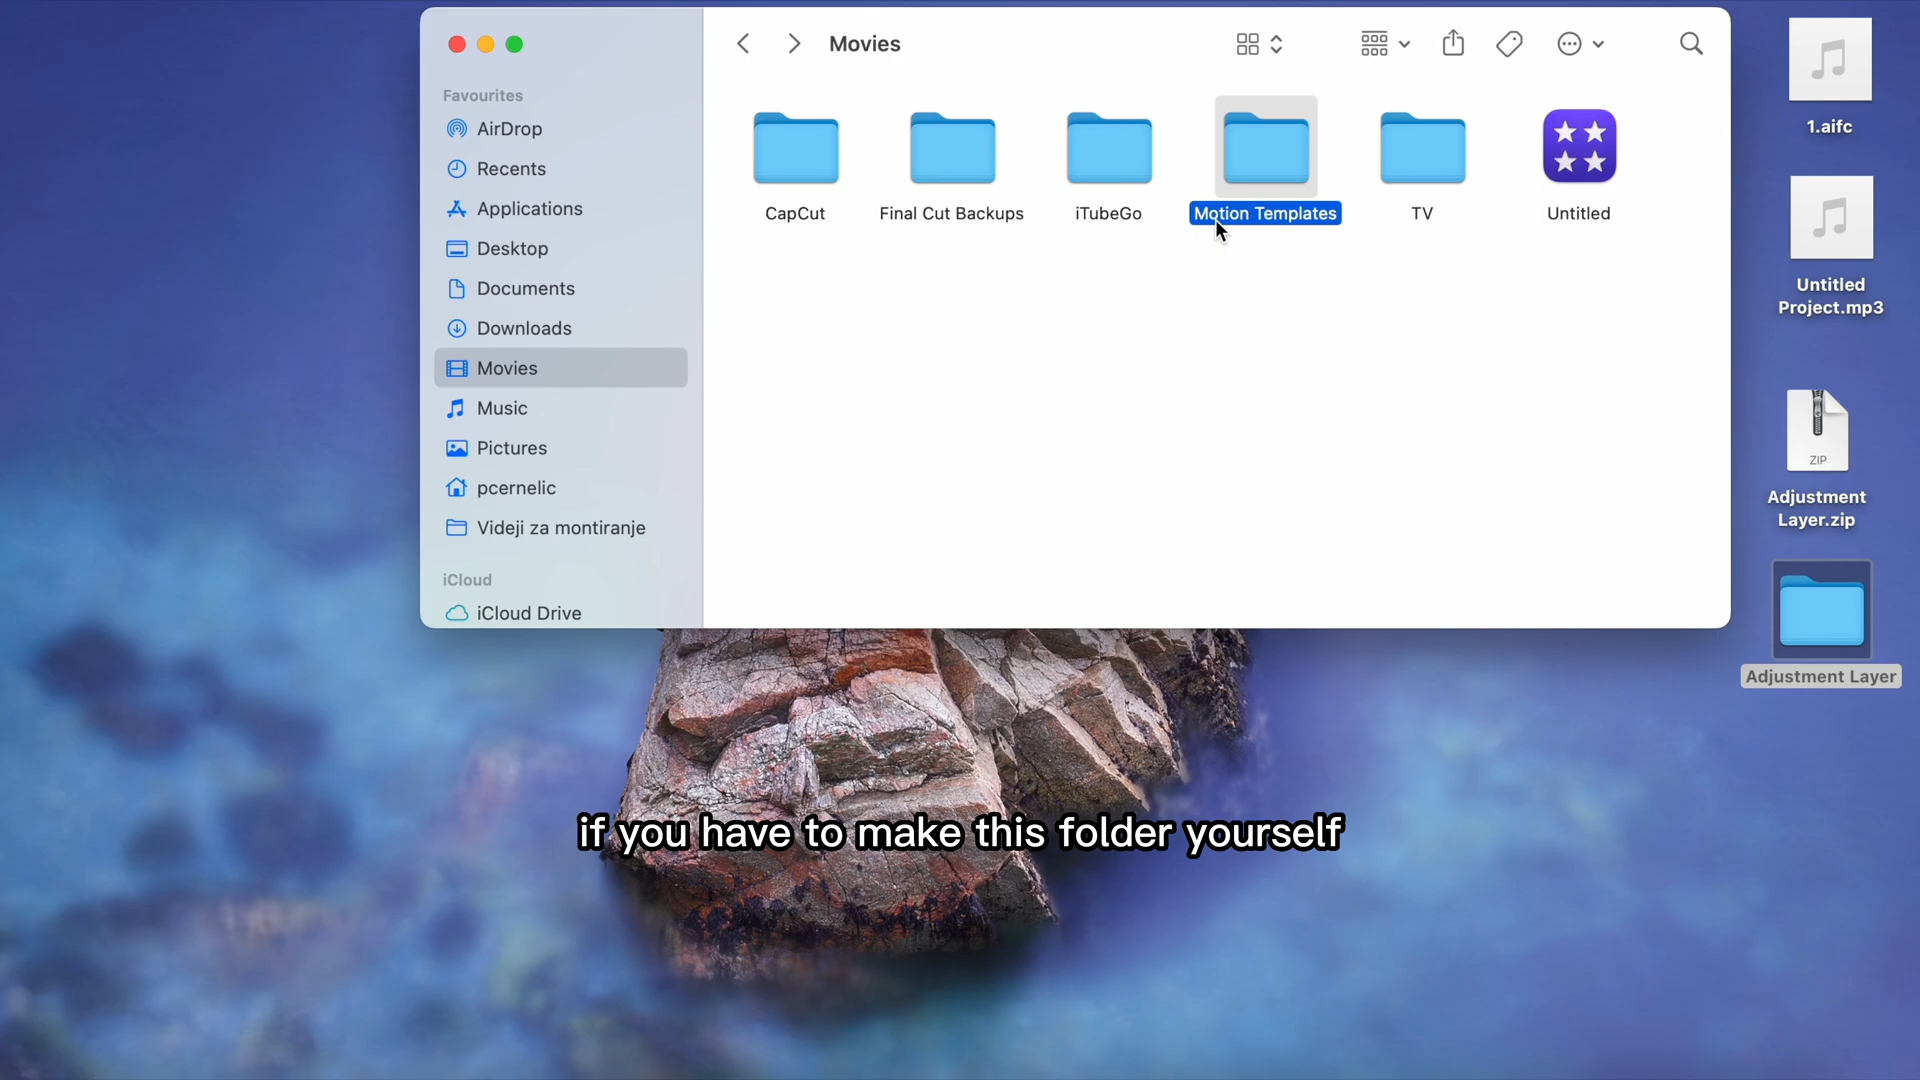 Movies
Favourites
AirDrop
Recents
Applications
Desktop
Documents
Downloads
Movies
Music
Pictures
pcernelic
Videji za montiranje
iCloud
iCloud Drive
CapCut
Final Cut Backups
iTubeGo
Motion Templates
TV
Untitled
1.aifc
Untitled
Project.mp3
ZIP
Adjustment
Layer.zip
Adjustment Layer
if you have to make this folder yourself